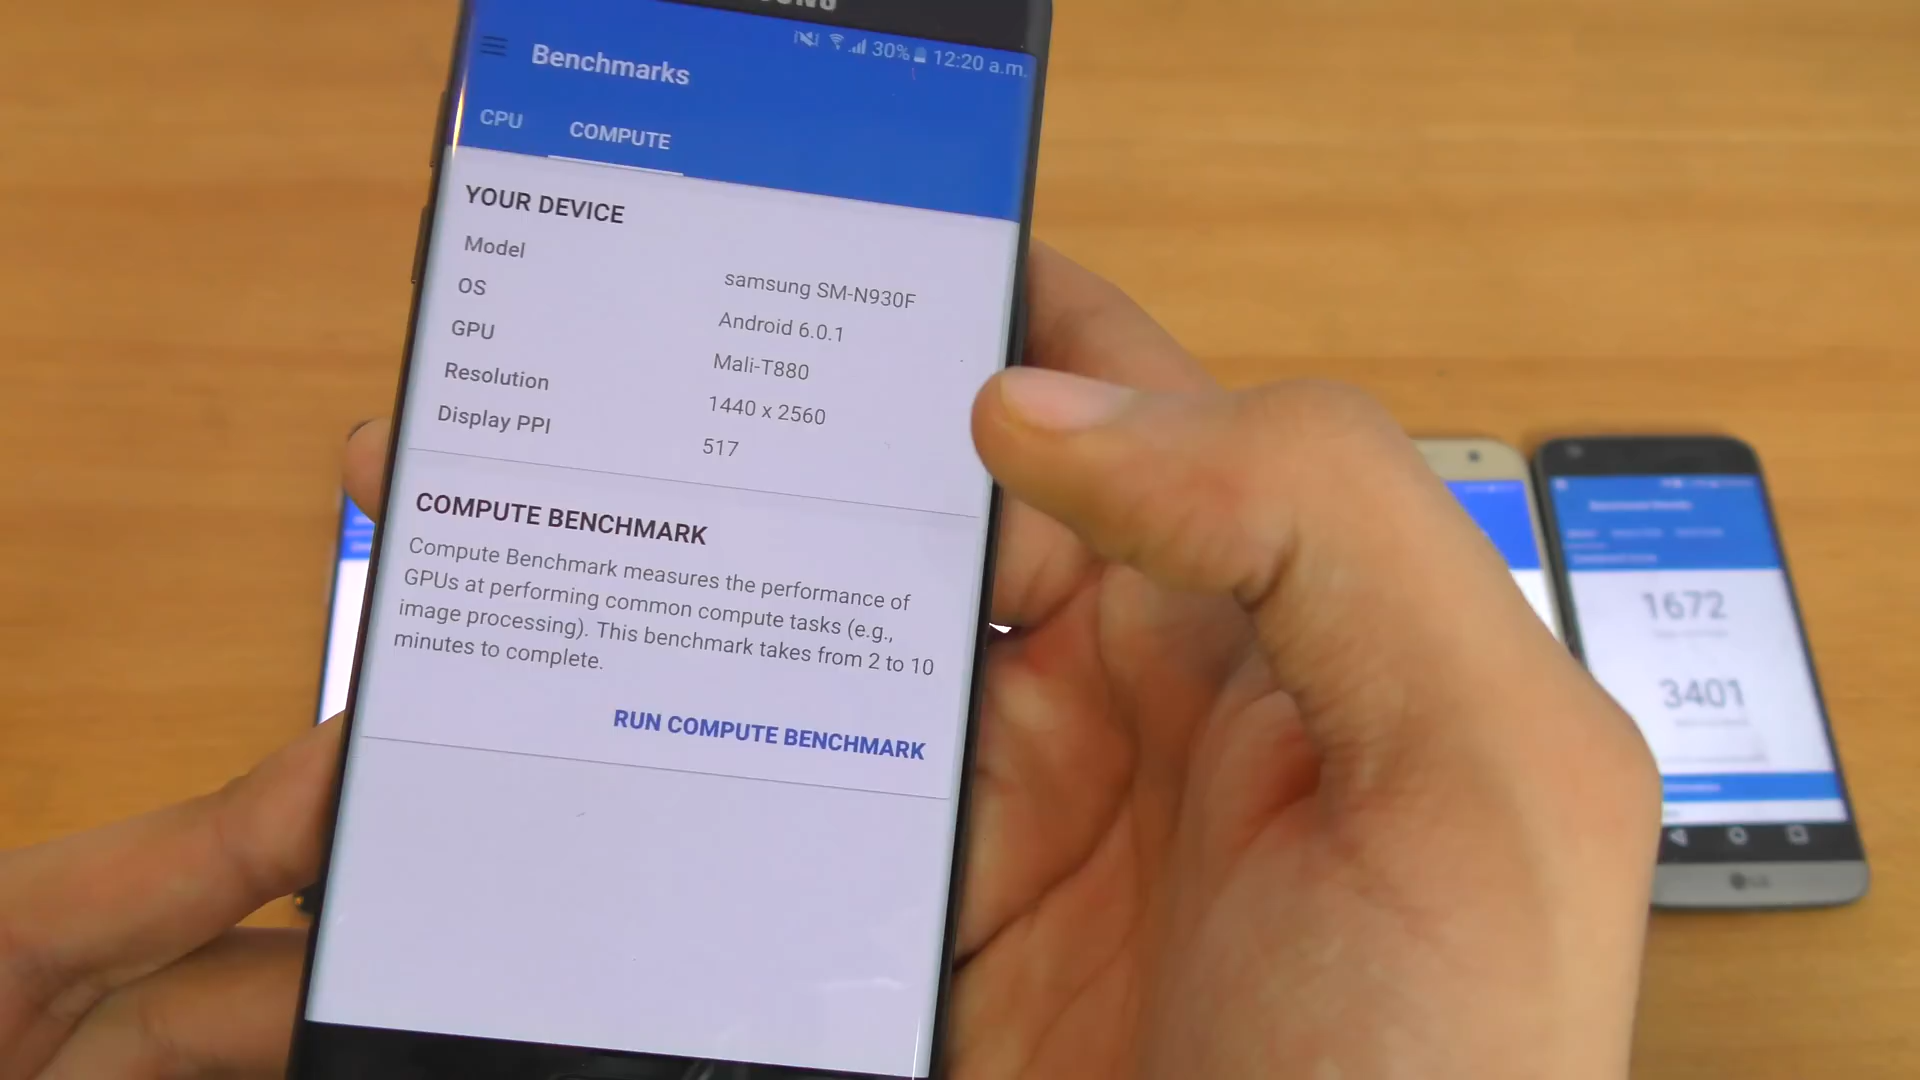 30% 12:20 a.m.
Benchmarks
CPU COMPUTE
YOUR DEVICE
Model samsung SM-N930F
OS Android 6.0.1
GPU Mali-T880
Resolution 1440 x 2560
Display PPI 517
COMPUTE BENCHMARK
Compute Benchmark measures the performance of
GPUs at performing common compute tasks (e.g.,
image processing). This benchmark takes from 2 to 10
minutes to complete.
RUN COMPUTE BENCHMARK
1672
3401
LG